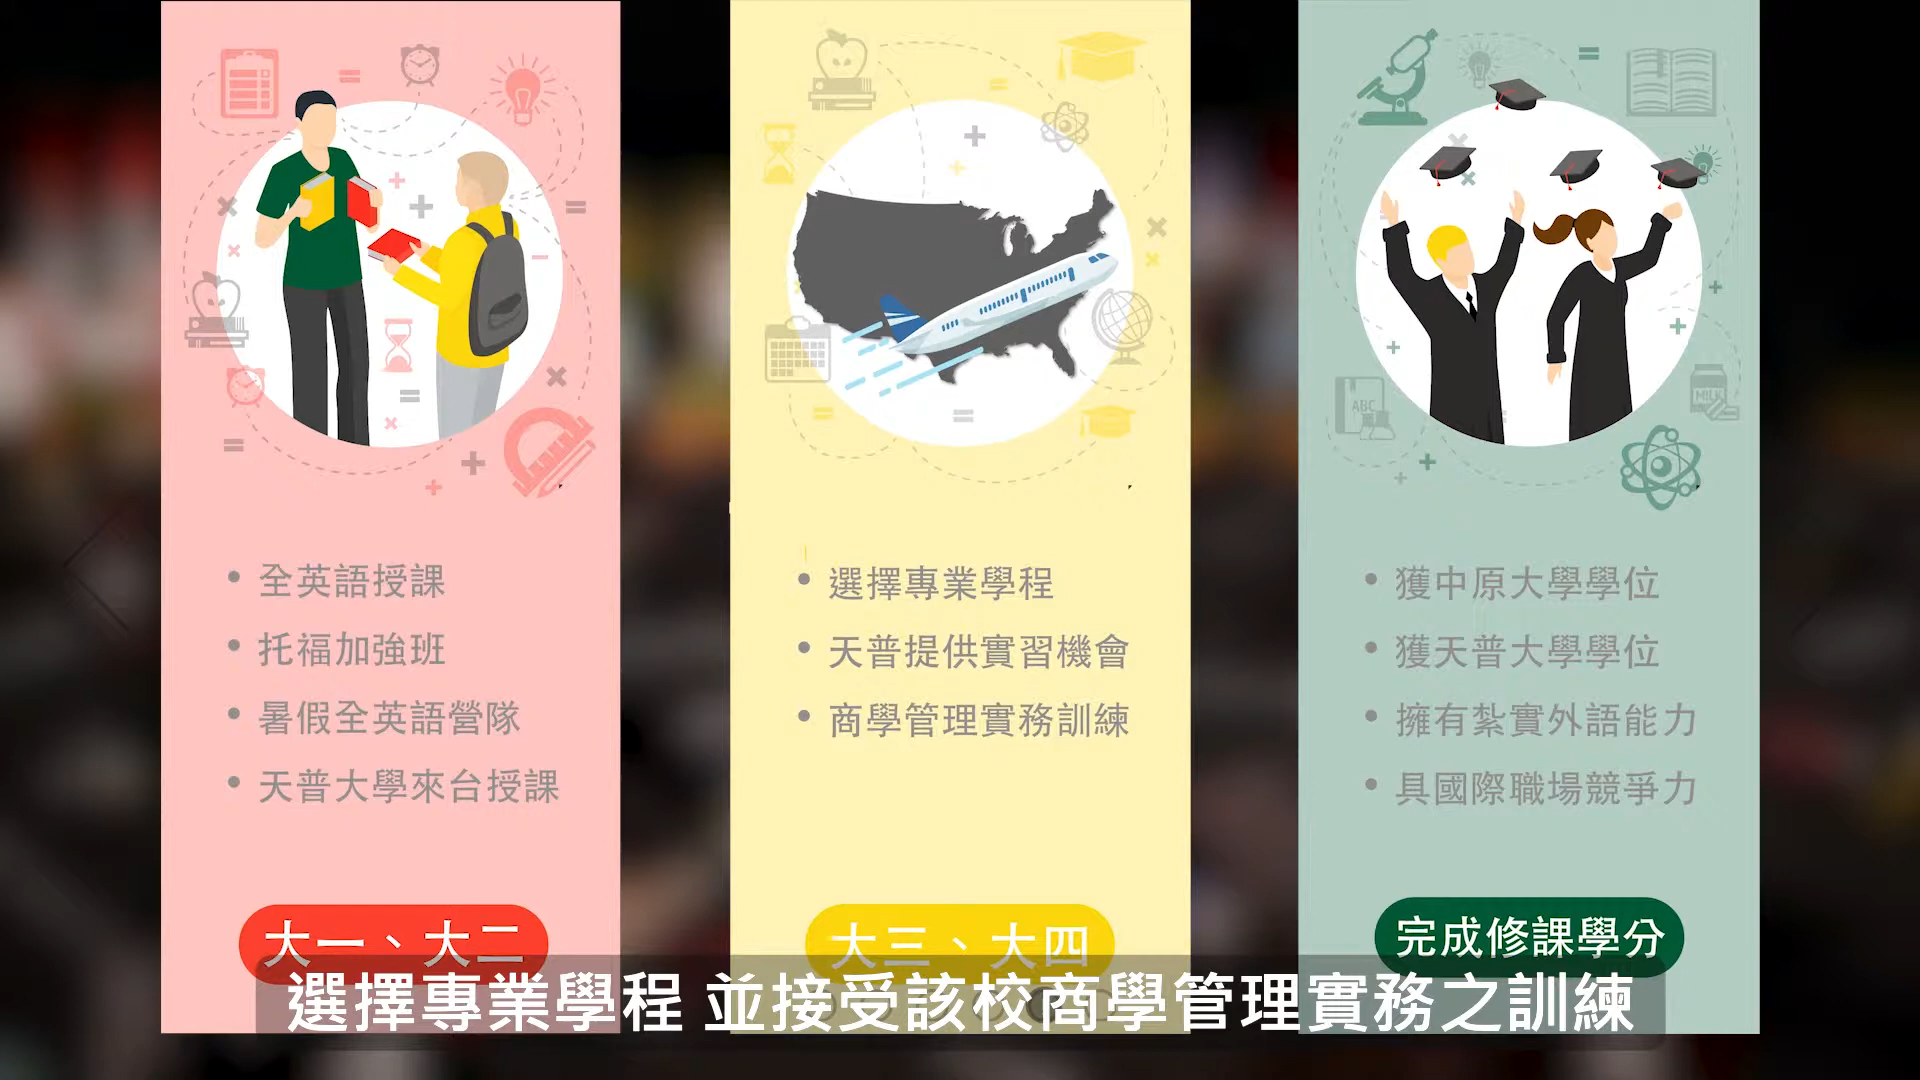 全英語授課
托福加強班
暑假全英語營隊
天普大學來台授課
大一、大二
選擇專業學程
天普提供實習機會
商學管理實務訓練
大三、大四
ABC
MILK
獲中原大學學位
獲天普大學學位
擁有紮實外語能力
具國際職場競爭力
完成修課學分
選擇專業學程 並接受該校商學管理實務之訓練